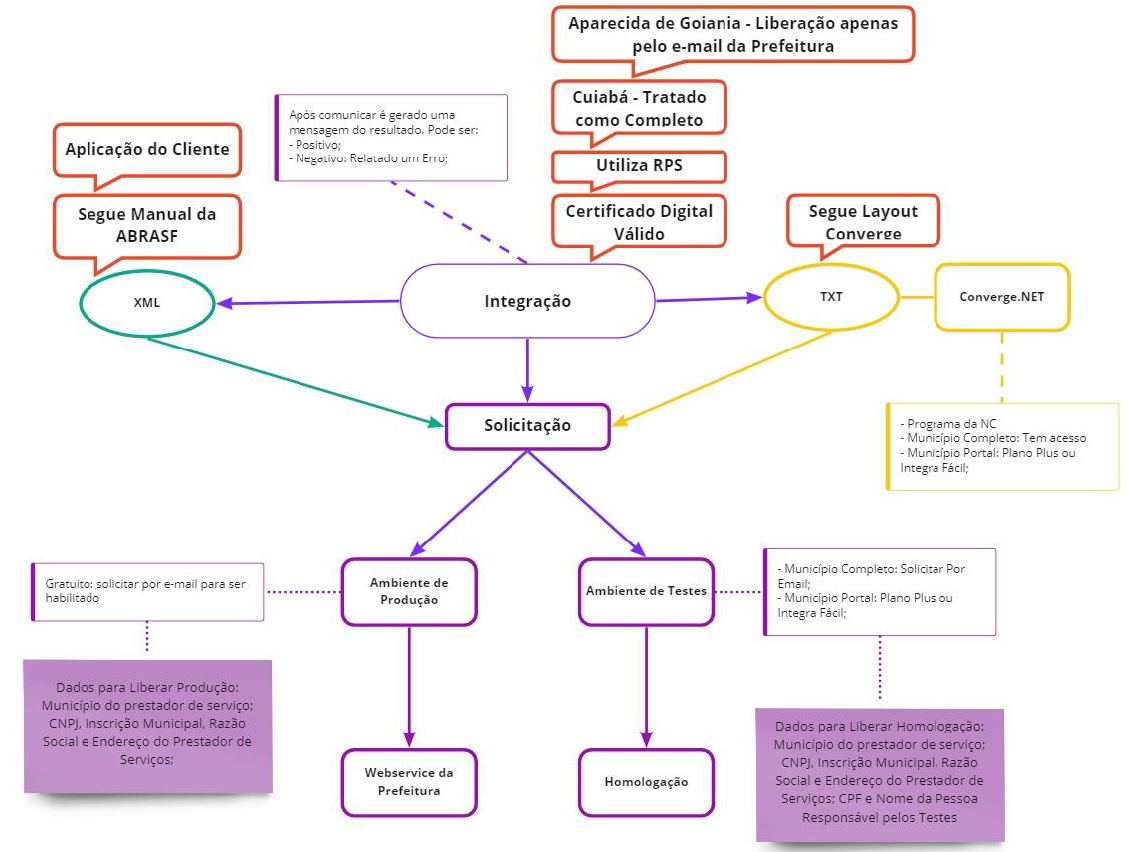 Aparecida de Goiania - Liberação apenas
pelo e-mail da Prefeitura
Cuiabá - Tratado
como Completo
Utiliza RPS
Certificado Digital
Válido
Após comunicar é gerado uma
mensagem do resultado. Pode ser:
- Positivo;
- Negativo: Relatado um Erro;
Aplicação do Cliente
Segue Manual da
ABRASF
Segue Layout
Converge
XML
Integração
TXT
Converge.NET
Solicitação
- Programa da NC
- Município Completo: Tem acesso
- Município Portal: Plano Plus ou
Integra Fácil;
Gratuito: solicitar por e-mail para ser
habilitado
Ambiente de
Produção
Ambiente de Testes
- Município Completo: Solicitar Por
Email;
- Município Portal: Plano Plus ou
Integra Fácil;
Dados para Liberar Produção:
Município do prestador de serviço;
CNPJ, Inscrição Municipal, Razão
Social e Endereço do Prestador de
Serviços;
Webservice da
Prefeitura
Homologação
Dados para Liberar Homologação:
Município do prestador de serviço;
CNPJ, Inscrição Municipal. Razão
Social e Endereço do Prestador de
Serviços; CPF e Nome da Pessoa
Responsável pelos Testes